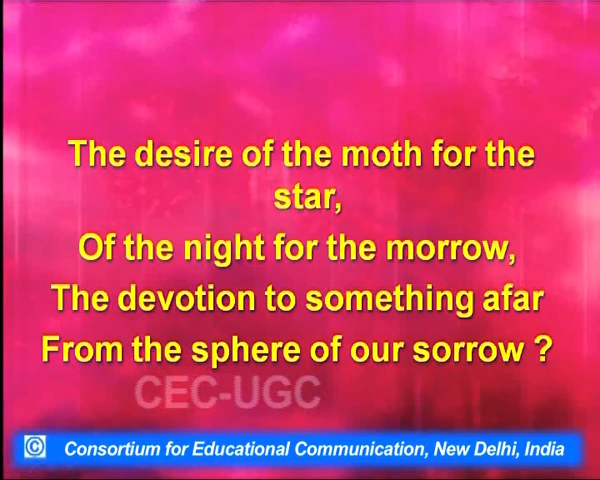 The desire of the moth for the
star,
Of the night for the morrow,
The devotion to something afar
From the sphere of our sorrow ?
CEC-UGC
© Consortium for Educational Communication, New Delhi, India